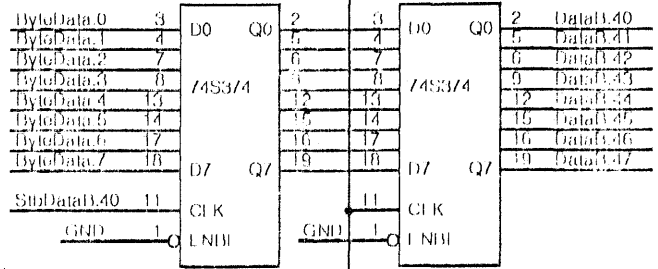 ByteData.0 3 D0 Q0 2 3 D0 Q0 2 DataB.40
ByteData.1 4 5 4 5 DataB.41
ByteData.2 7 6 7 6 DataB.42
ByteData.3 8 74S374 9 8 74S374 9 DataB.43
ByteData.4 13 12 13 12 DataB.44
ByteData.5 14 15 14 15 DataB.45
ByteData.6 17 16 17 16 DataB.46
ByteData.7 18 D7 Q7 19 18 D7 Q7 19 DataB.47
StbDataB.40 11 CLK 11 CLK
GND 1 ENBL GND 1 ENBL